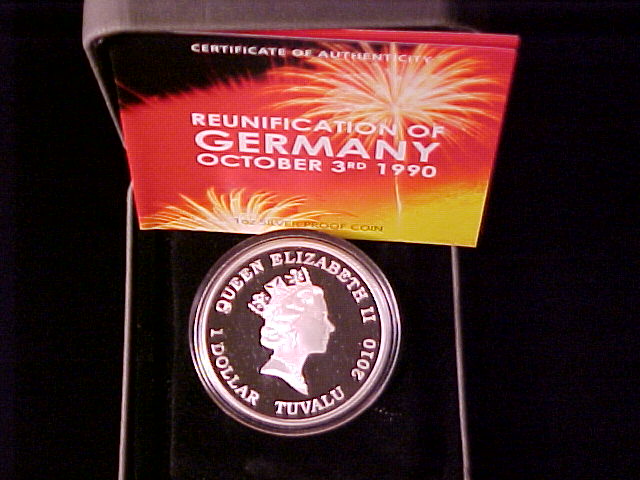 CERTIFICATE OF AUTHENTICITY
REUNIFICATION OF
GERMANY
OCTOBER 3RD 1990
1oz SILVER PROOF COIN
QUEEN ELIZABETH II
1 DOLLAR TUVALU 2010